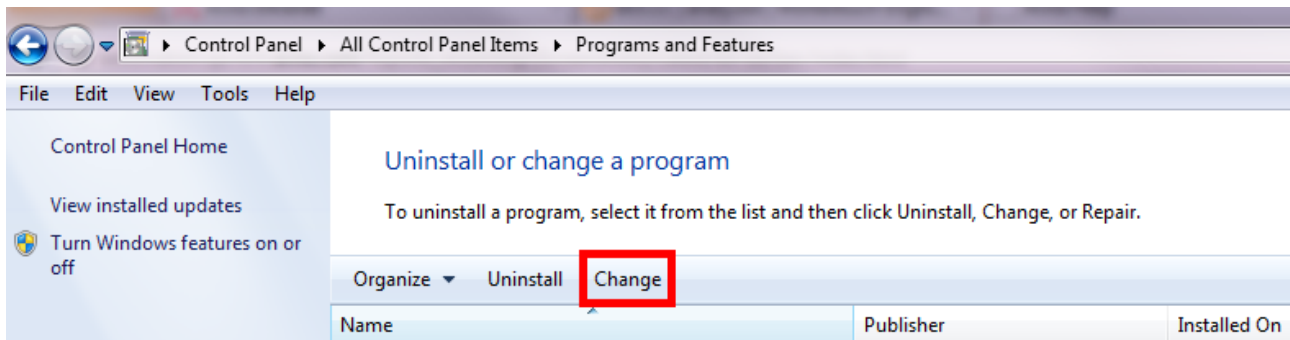 Control Panel All Control Panel Items Programs and Features
File Edit View Tools Help
Control Panel Home
View installed updates
Turn Windows features on or
off
Uninstall or change a program
To uninstall a program, select it from the list and then click Uninstall, Change, or Repair.
Organize Uninstall Change
Name Publisher Installed On